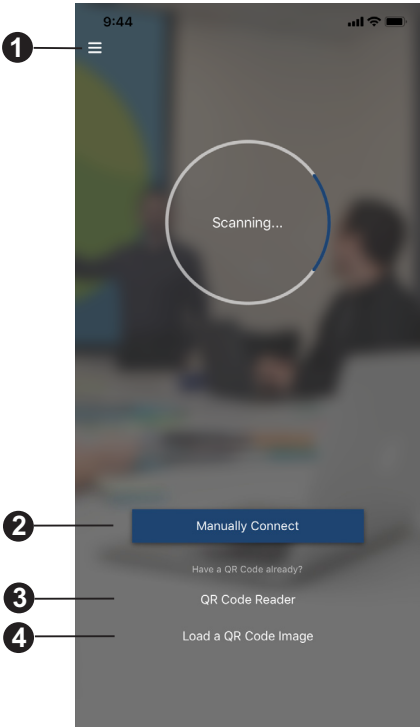 9:44
1
Scanning...
2
Manually Connect
Have a QR Code already?
3
QR Code Reader
4
Load a QR Code Image